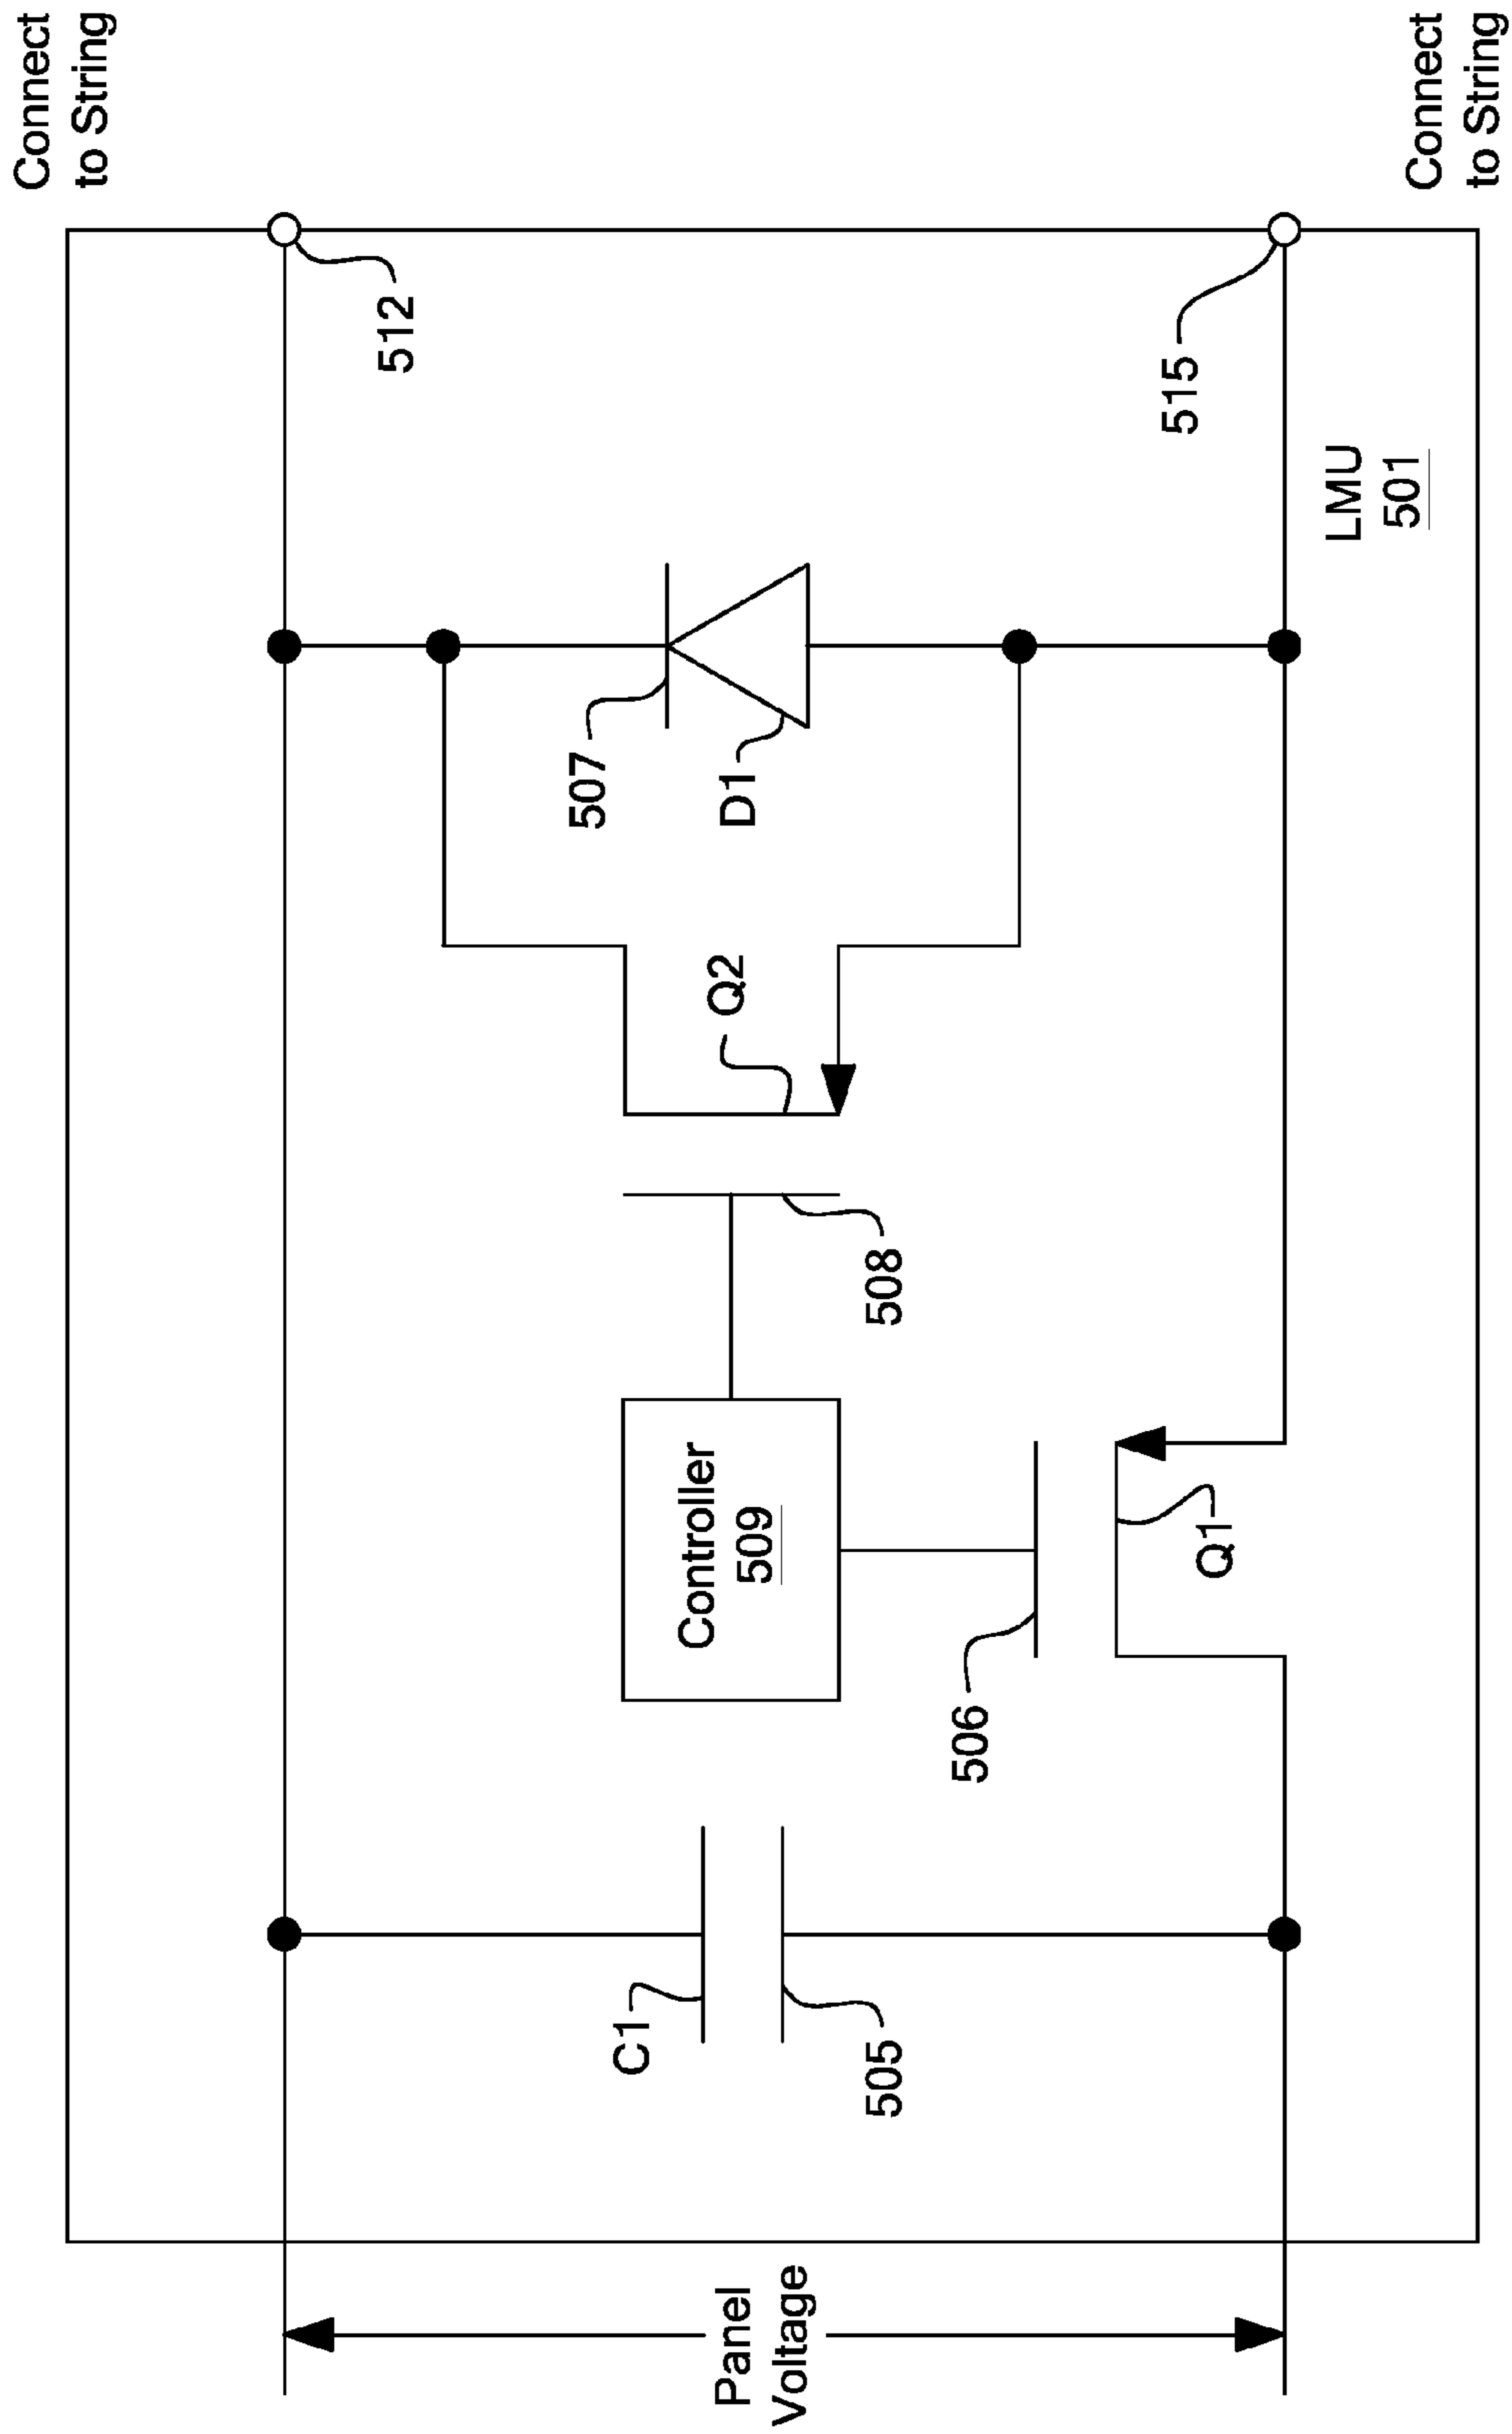 Connect
to String
512
507
D1
Q2
508
Controller
509
506
Q1
C1
505
Panel
Voltage
515
LMU
501
Connect
to String